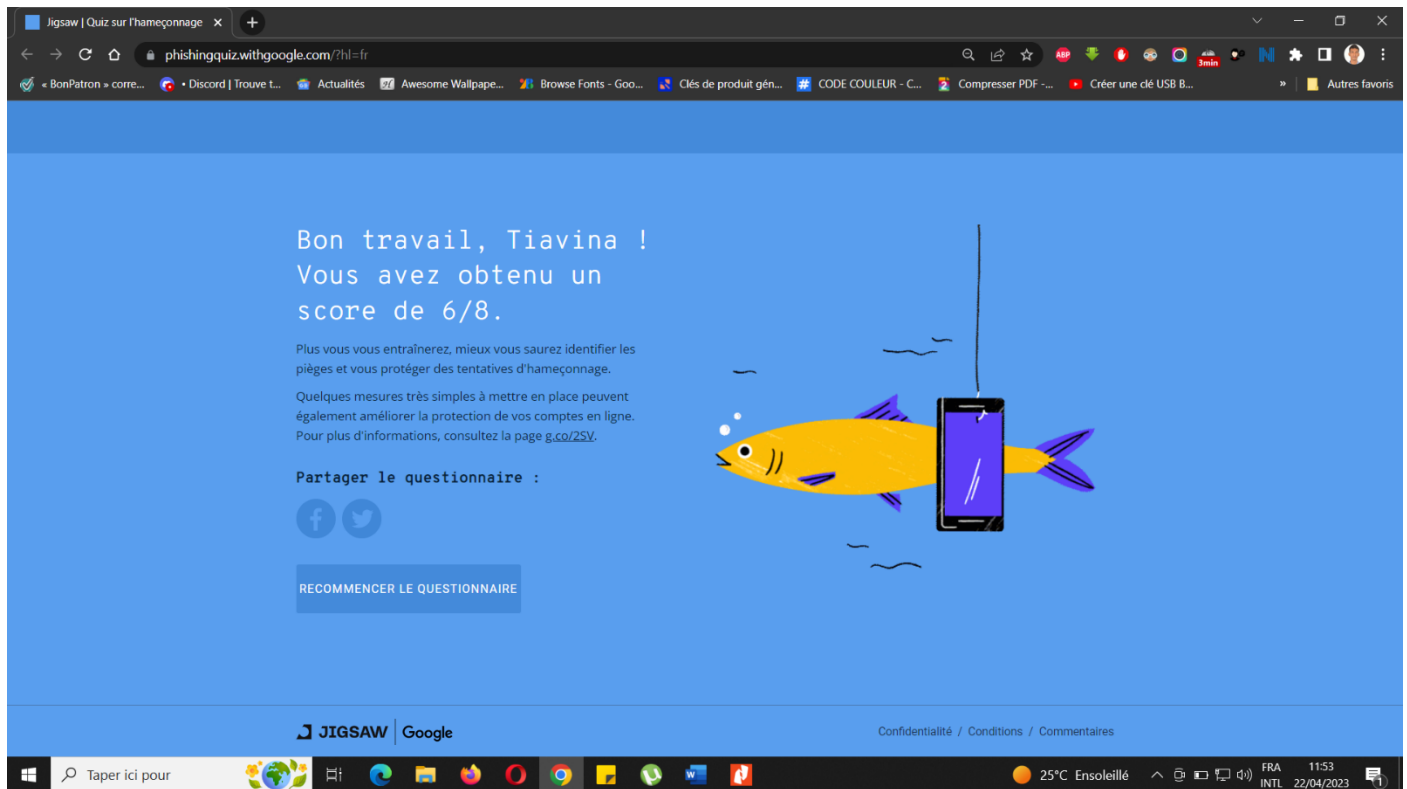 Jigsaw | Quiz sur l'hameçonnage
phishingquiz.withgoogle.com/?hl=fr
ABP
3min
N
« BonPatron » corre...
• Discord | Trouve t...
Actualités
Awesome Wallpape...
Browse Fonts - Goo...
Clés de produit gén...
CODE COULEUR - C...
Compresser PDF -...
Créer une clé USB B...
»
Autres favoris
Bon travail, Tiavina !
Vous avez obtenu un
score de 6/8.
Plus vous vous entraînerez, mieux vous saurez identifier les
pièges et vous protéger des tentatives d'hameçonnage.
Quelques mesures très simples à mettre en place peuvent
également améliorer la protection de vos comptes en ligne.
Pour plus d'informations, consultez la page g.co/2SV.
Partager le questionnaire :
RECOMMENCER LE QUESTIONNAIRE
JIGSAW | Google
Confidentialité / Conditions / Commentaires
Taper ici pour
25°C Ensoleillé
FRA
INTL
11:53
22/04/2023
1